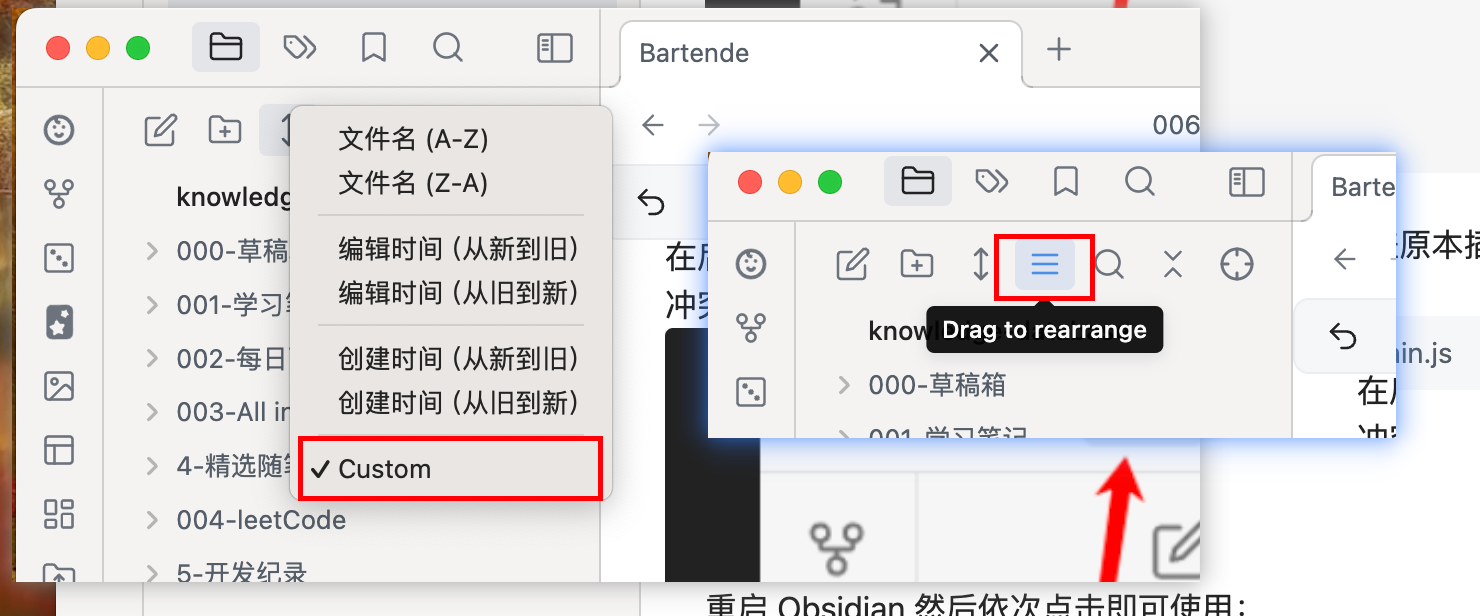 Bartende
006
文件名 (A-Z)
文件名 (Z-A)
编辑时间 (从新到旧)
编辑时间 (从旧到新)
创建时间 (从新到旧)
创建时间 (从旧到新)
✓ Custom
knowledg
000-草稿
001-学习
002-每日
003-All in
4-精选随
004-leetCode
5-开发纪录
在
冲
Barte
Drag to rearrange
know
000-草稿箱
001-学习笔记
原本插
in.js
在
重启 Obsidian 然后依次点击即可使用：